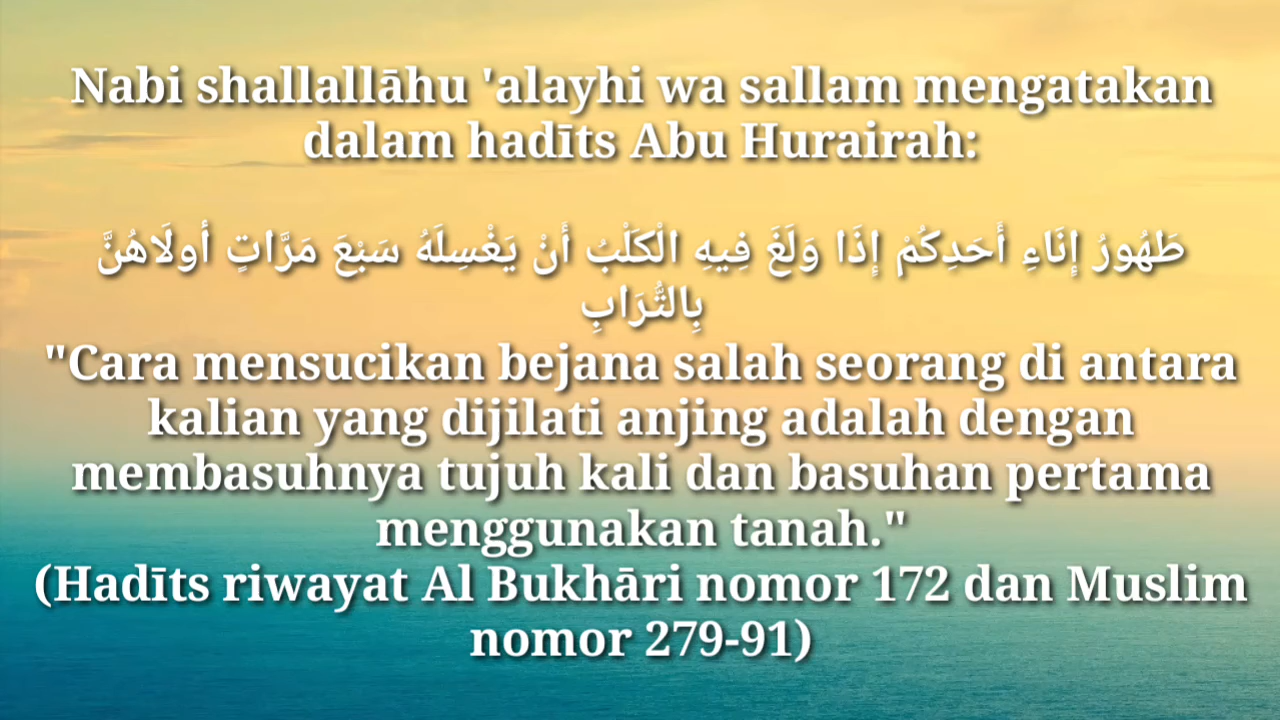 Nabi shallallāhu 'alayhi wa sallam mengatakan
dalam hadīts Abu Hurairah:
طَهُورُ إِنَاءِ أَحَدِكُمْ إِذَا وَلَغَ فِيهِ الْكَلْبُ أَنْ يَغْسِلَهُ سَبْعَ مَرَّاتٍ أُولَاهُنَّ
بِالتُّرَابِ
"Cara mensucikan bejana salah seorang di antara
kalian yang dijilati anjing adalah dengan
membasuhnya tujuh kali dan basuhan pertama
menggunakan tanah."
(Hadīts riwayat Al Bukhāri nomor 172 dan Muslim
nomor 279-91)